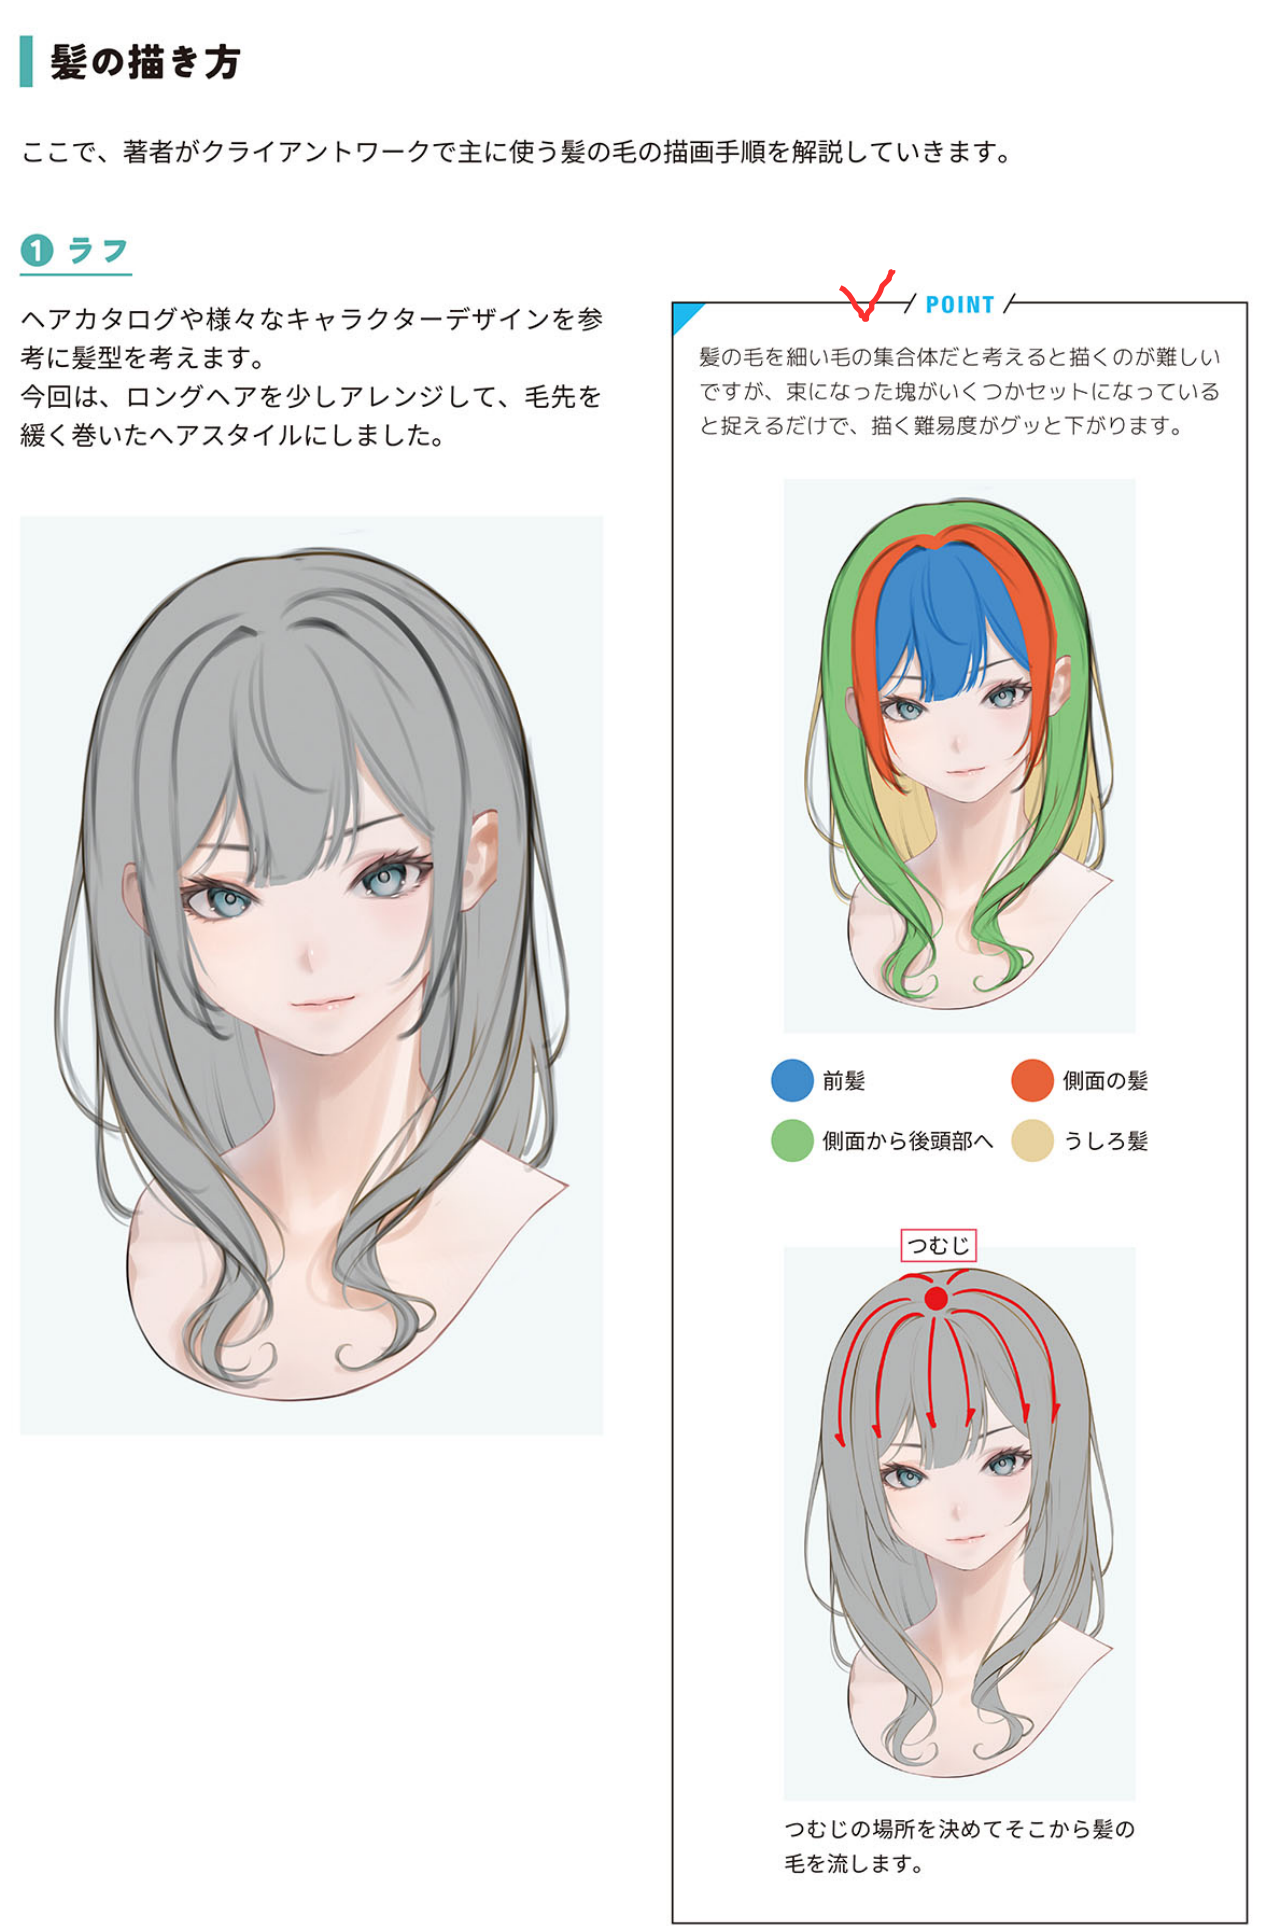 髪の描き方
ここで、著者がクライアントワークで主に使う髪の毛の描画手順を解説していきます。
1 ラフ
ヘアカタログや様々なキャラクターデザインを参
考に髪型を考えます。
今回は、ロングヘアを少しアレンジして、毛先を
緩く巻いたヘアスタイルにしました。
POINT
髪の毛を細い毛の集合体だと考えると描くのが難しい
ですが、束になった塊がいくつかセットになっている
と捉えるだけで、描く難易度がグッと下がります。
前髪
側面の髪
側面から後頭部へ
うしろ髪
つむじ
つむじの場所を決めてそこから髪の
毛を流します。